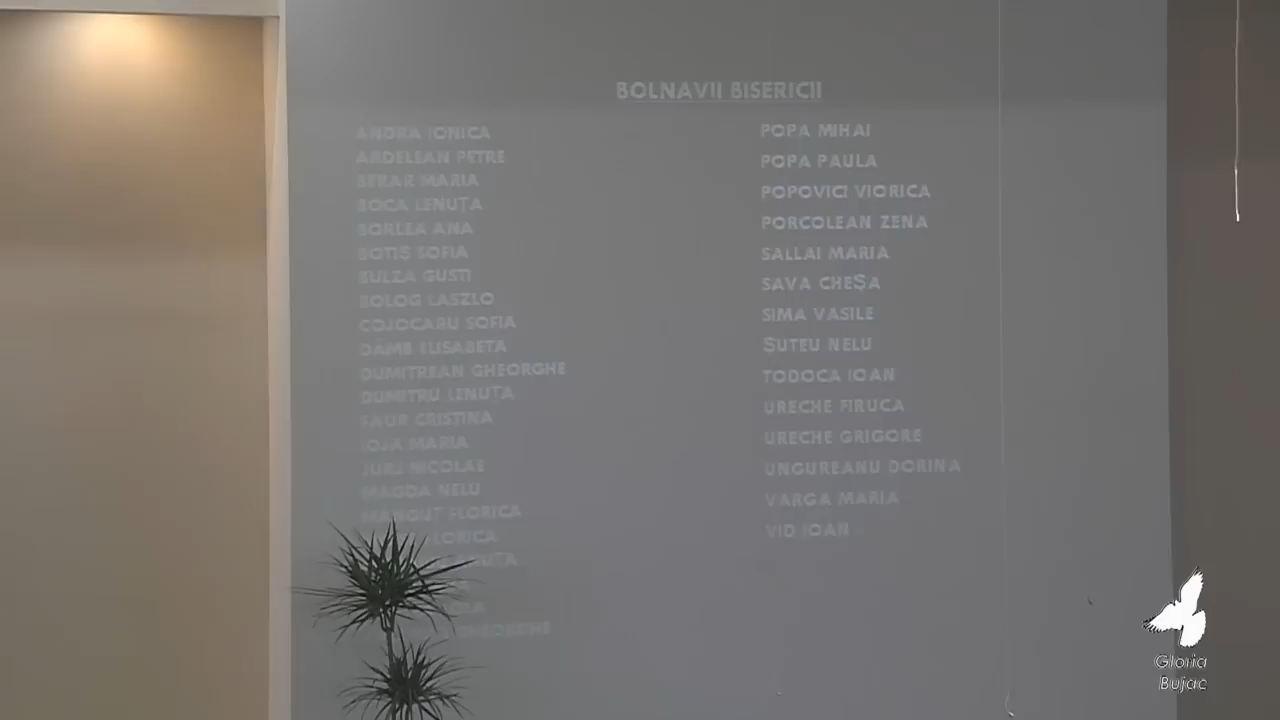 BOLNAVII BISERICII
ANDRA IONICA
ARDELEAN PETRE
BERAR MARIA
BOCA LENUȚA
BORLEA ANA
BOTIȘ SOFIA
BULZA GUSTI
BOLOG LASZLO
COJOCARU SOFIA
DÂMB ELISABETA
DUMITREAN GHEORGHE
DUMITRU LENUȚA
FAUR CRISTINA
IOJA MARIA
JURJ NICOLAE
MAGDA NELU
FLORICA
GHEORGHE
POPA MIHAI
POPA PAULA
POPOVICI VIORICA
PORCOLEAN ZENA
SALLAI MARIA
SAVA CHEȘA
SIMA VASILE
ȘUTEU NELU
TODOCA IOAN
URECHE FIRUCA
URECHE GRIGORE
UNGUREANU DORINA
VARGA MARIA
VID IOAN
Gloria
Bujac